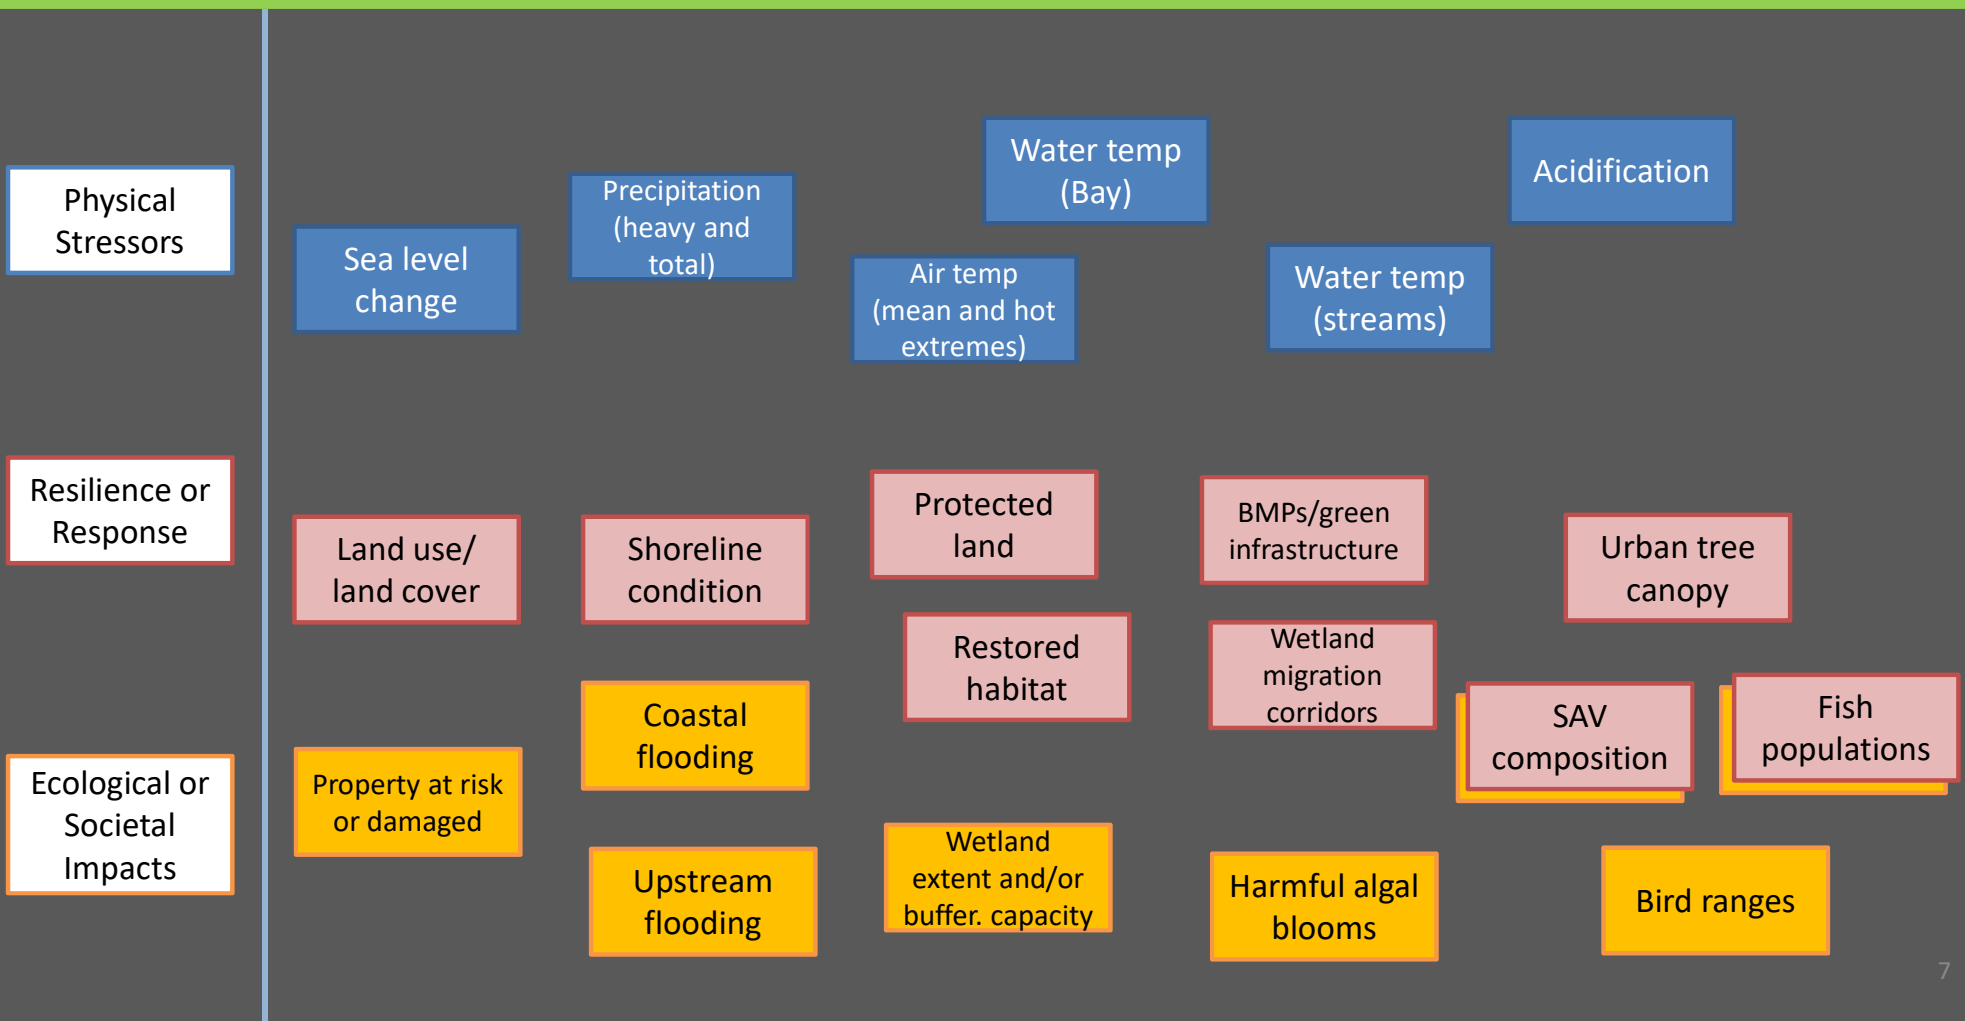 Physical
Stressors
Sea level
change
Precipitation
(heavy and
total)
Air temp
(mean and hot
extremes)
Water temp
(Bay)
Water temp
(streams)
Acidification
Resilience or
Response
Land use/
land cover
Shoreline
condition
Protected
land
Restored
habitat
BMPs/green
infrastructure
Wetland
migration
corridors
Urban tree
canopy
SAV
composition
Fish
populations
Ecological or
Societal
Impacts
Property at risk
or damaged
Coastal
flooding
Upstream
flooding
Wetland
extent and/or
buffer. capacity
Harmful algal
blooms
Bird ranges
7